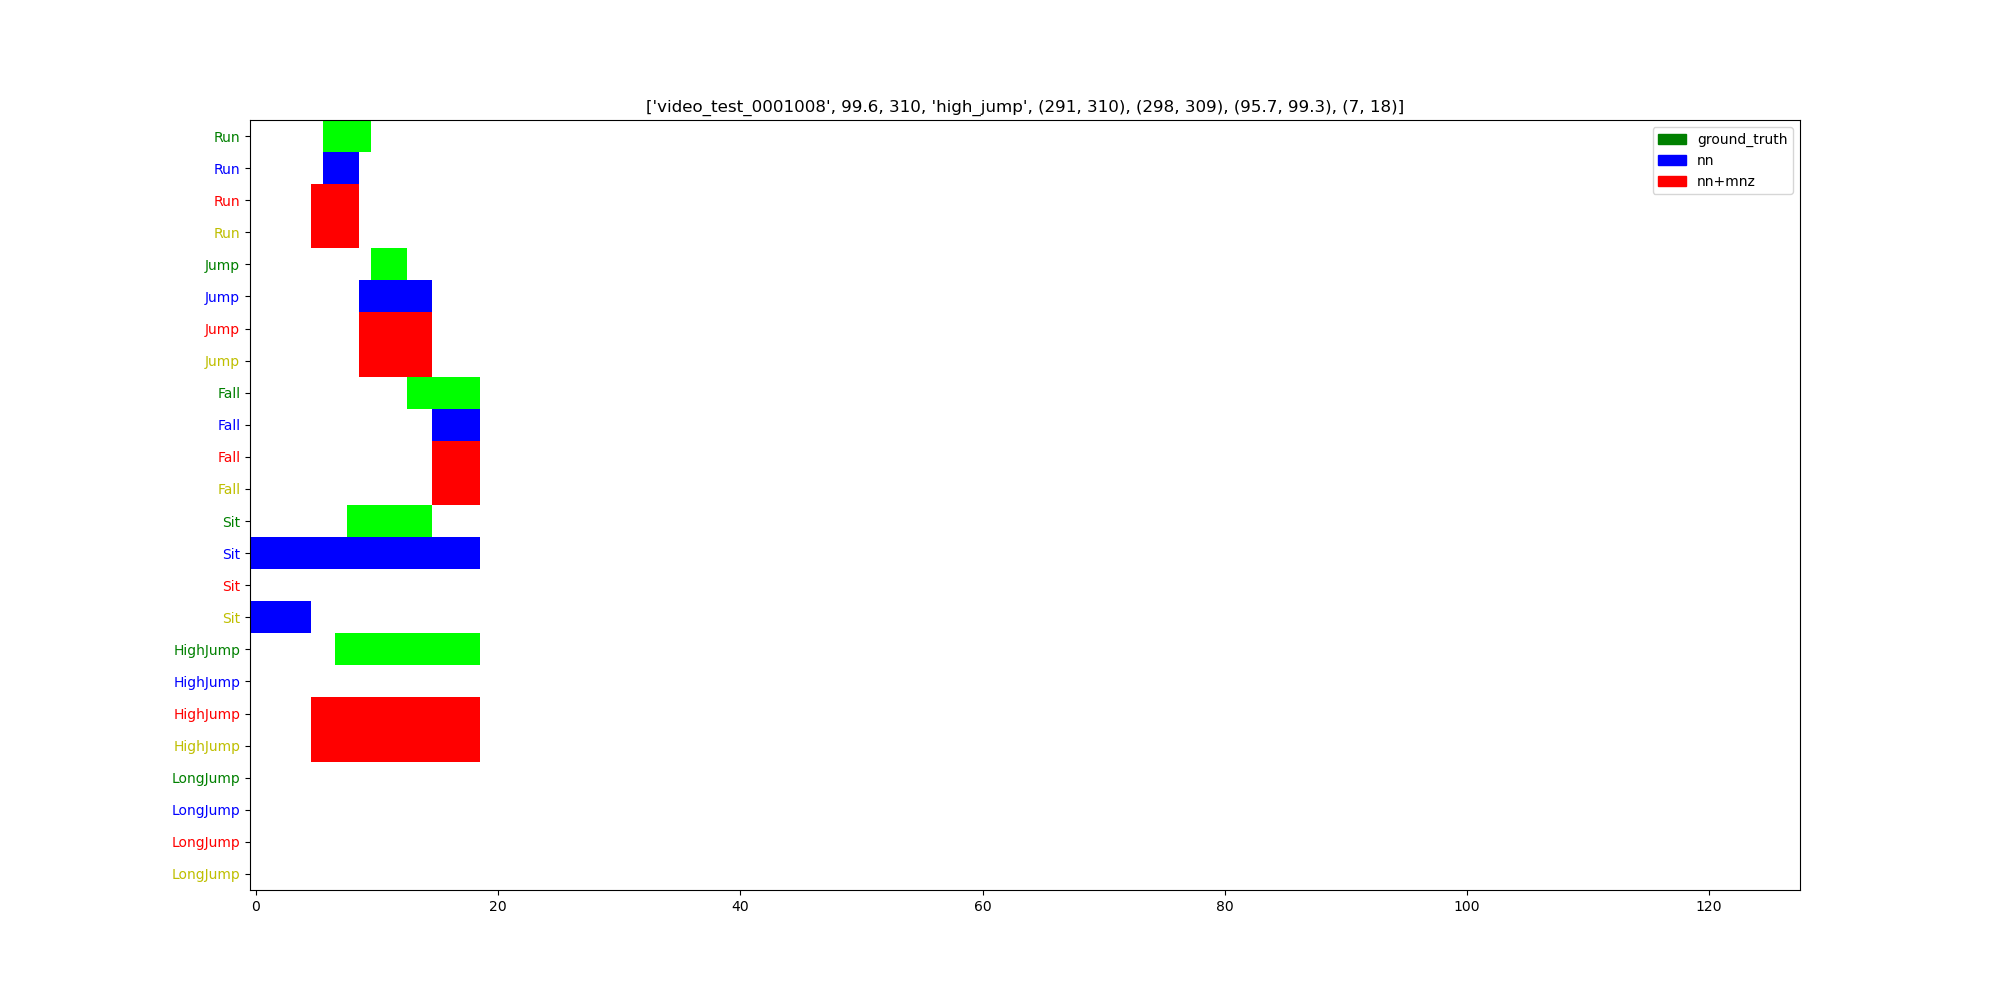 ['video_test_0001008', 99.6, 310, 'high_jump', (291, 310), (298, 309), (95.7, 99.3), (7, 18)]
ground_truth
nn
nn+mnz
Run
Run
Run
Run
Jump
Jump
Jump
Jump
Fall
Fall
Fall
Fall
Sit
Sit
Sit
Sit
HighJump
HighJump
HighJump
HighJump
LongJump
LongJump
LongJump
LongJump
0 20 40 60 80 100 120